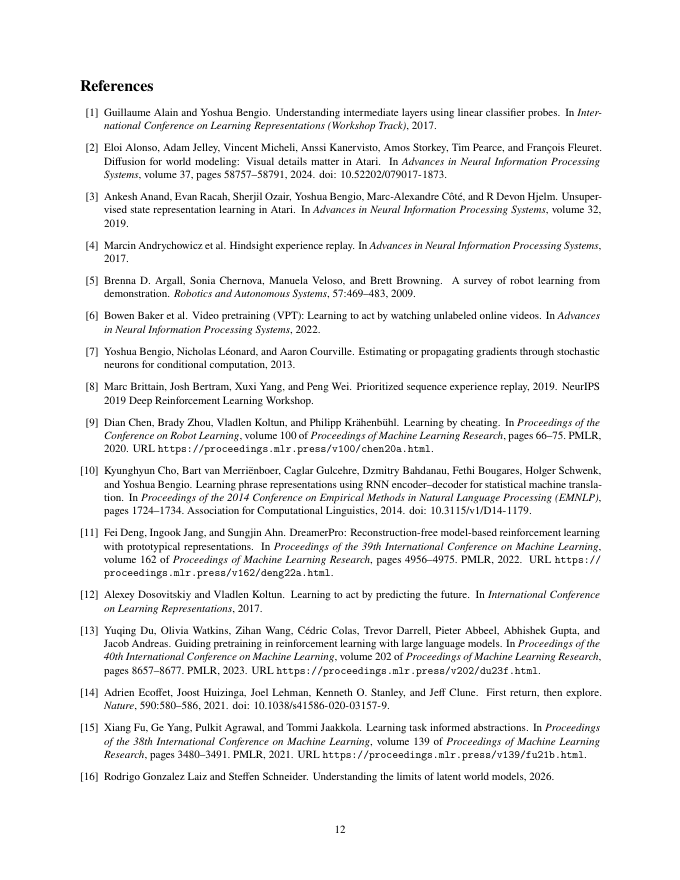 References
[1] Guillaume Alain and Yoshua Bengio. Understanding intermediate layers using linear classifier probes. In Inter-
national Conference on Learning Representations (Workshop Track), 2017.
[2] Eloi Alonso, Adam Jelley, Vincent Micheli, Anssi Kanervisto, Amos Storkey, Tim Pearce, and François Fleuret.
Diffusion for world modeling: Visual details matter in Atari. In Advances in Neural Information Processing
Systems, volume 37, pages 58757–58791, 2024. doi: 10.52202/079017-1873.
[3] Ankesh Anand, Evan Racah, Sherjil Ozair, Yoshua Bengio, Marc-Alexandre Côté, and R Devon Hjelm. Unsuper-
vised state representation learning in Atari. In Advances in Neural Information Processing Systems, volume 32,
2019.
[4] Marcin Andrychowicz et al. Hindsight experience replay. In Advances in Neural Information Processing Systems,
2017.
[5] Brenna D. Argall, Sonia Chernova, Manuela Veloso, and Brett Browning. A survey of robot learning from
demonstration. Robotics and Autonomous Systems, 57:469–483, 2009.
[6] Bowen Baker et al. Video pretraining (VPT): Learning to act by watching unlabeled online videos. In Advances
in Neural Information Processing Systems, 2022.
[7] Yoshua Bengio, Nicholas Léonard, and Aaron Courville. Estimating or propagating gradients through stochastic
neurons for conditional computation, 2013.
[8] Marc Brittain, Josh Bertram, Xuxi Yang, and Peng Wei. Prioritized sequence experience replay, 2019. NeurIPS
2019 Deep Reinforcement Learning Workshop.
[9] Dian Chen, Brady Zhou, Vladlen Koltun, and Philipp Krähenbühl. Learning by cheating. In Proceedings of the
Conference on Robot Learning, volume 100 of Proceedings of Machine Learning Research, pages 66–75. PMLR,
2020. URL https://proceedings.mlr.press/v100/chen20a.html.
[10] Kyunghyun Cho, Bart van Merriënboer, Caglar Gulcehre, Dzmitry Bahdanau, Fethi Bougares, Holger Schwenk,
and Yoshua Bengio. Learning phrase representations using RNN encoder–decoder for statistical machine transla-
tion. In Proceedings of the 2014 Conference on Empirical Methods in Natural Language Processing (EMNLP),
pages 1724–1734. Association for Computational Linguistics, 2014. doi: 10.3115/v1/D14-1179.
[11] Fei Deng, Ingook Jang, and Sungjin Ahn. DreamerPro: Reconstruction-free model-based reinforcement learning
with prototypical representations. In Proceedings of the 39th International Conference on Machine Learning,
volume 162 of Proceedings of Machine Learning Research, pages 4956–4975. PMLR, 2022. URL https://
proceedings.mlr.press/v162/deng22a.html.
[12] Alexey Dosovitskiy and Vladlen Koltun. Learning to act by predicting the future. In International Conference
on Learning Representations, 2017.
[13] Yuqing Du, Olivia Watkins, Zihan Wang, Cédric Colas, Trevor Darrell, Pieter Abbeel, Abhishek Gupta, and
Jacob Andreas. Guiding pretraining in reinforcement learning with large language models. In Proceedings of the
40th International Conference on Machine Learning, volume 202 of Proceedings of Machine Learning Research,
pages 8657–8677. PMLR, 2023. URL https://proceedings.mlr.press/v202/du23f.html.
[14] Adrien Ecoffet, Joost Huizinga, Joel Lehman, Kenneth O. Stanley, and Jeff Clune. First return, then explore.
Nature, 590:580–586, 2021. doi: 10.1038/s41586-020-03157-9.
[15] Xiang Fu, Ge Yang, Pulkit Agrawal, and Tommi Jaakkola. Learning task informed abstractions. In Proceedings
of the 38th International Conference on Machine Learning, volume 139 of Proceedings of Machine Learning
Research, pages 3480–3491. PMLR, 2021. URL https://proceedings.mlr.press/v139/fu21b.html.
[16] Rodrigo Gonzalez Laiz and Steffen Schneider. Understanding the limits of latent world models, 2026.
12